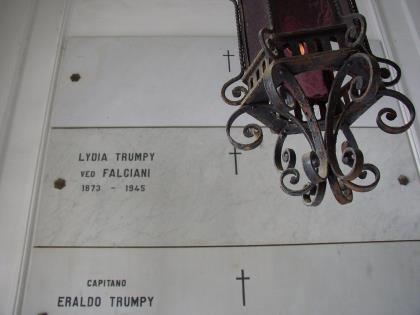 LYDIA TRUMPY
VED FALCIANI
1873 - 1945
CAPITANO
ERALDO TRUMPY